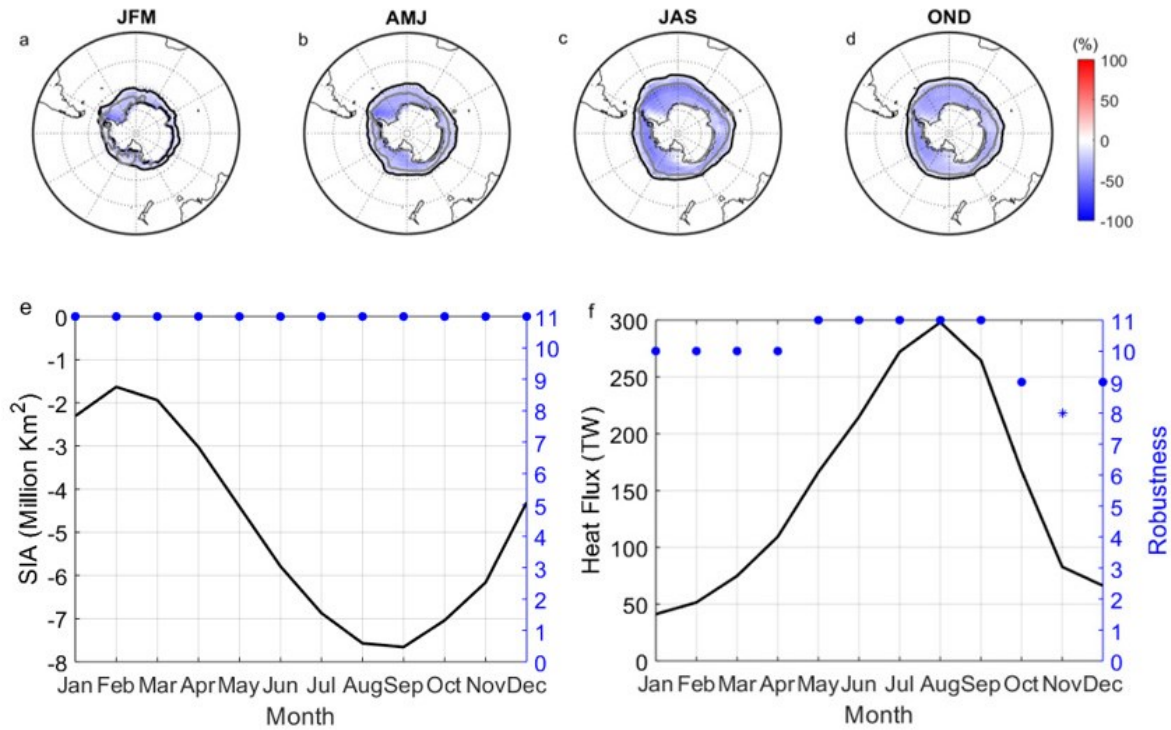 JFM
AMJ
JAS
OND
a
b
c
d
(%)
100
50
0
-50
-100
e
0
-1
-2
-3
-4
-5
-6
-7
-8
SIA (Million Km²)
11
10
9
8
7
6
5
4
3
2
1
0
Jan Feb Mar Apr May Jun Jul Aug Sep Oct Nov Dec
Month
f
300
250
200
150
100
50
0
Heat Flux (TW)
11
10
9
8
7
6
5
4
3
2
1
0
Robustness
Jan Feb Mar Apr May Jun Jul Aug Sep Oct Nov Dec
Month